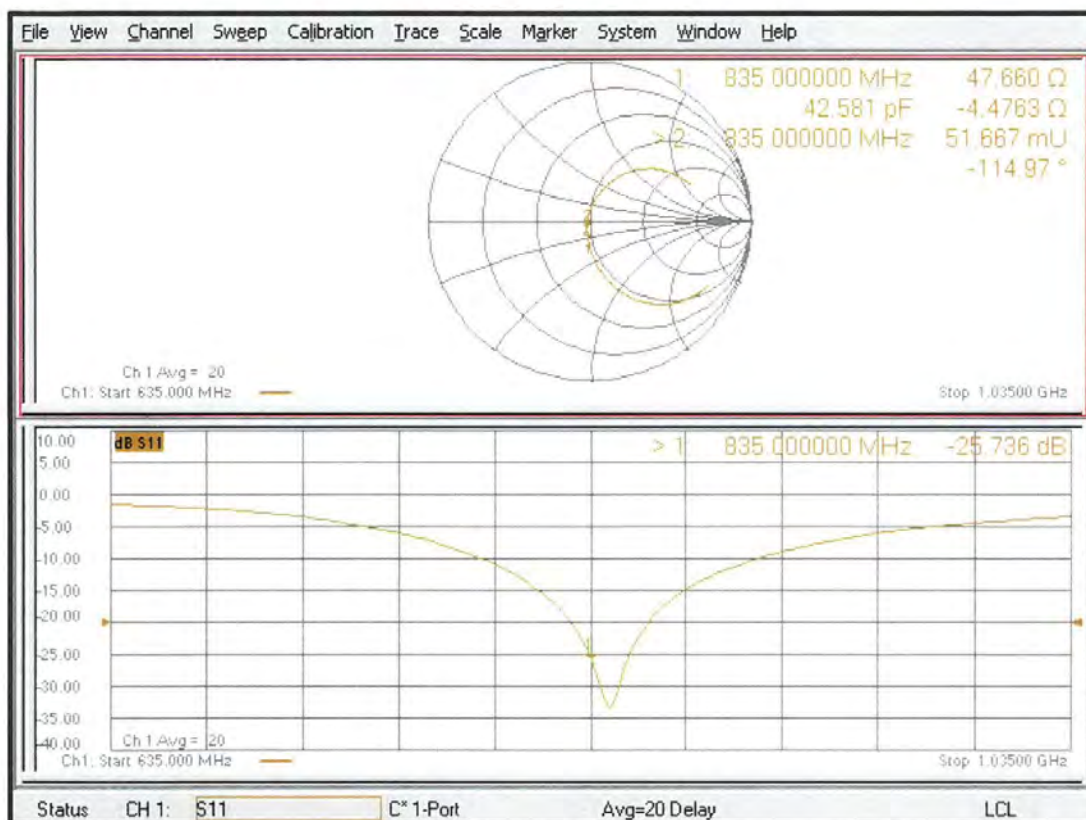 File View Channel Sweep Calibration Trace Scale Marker System Window Help
1: 835.000000 MHz 47.660 Ω
42.581 pF -4.4763 Ω
> 2: 835.000000 MHz 51.667 mU
-114.97 °
Ch 1 Avg = 20
Ch1: Start 635.000 MHz
Stop 1.03500 GHz
dB S11
> 1: 835.000000 MHz -25.736 dB
10.00
5.00
0.00
-5.00
-10.00
-15.00
-20.00
-25.00
-30.00
-35.00
-40.00
1
Ch 1 Avg = 20
Ch1: Start 635.000 MHz
Stop 1.03500 GHz
Status CH 1: S11 C* 1-Port Avg=20 Delay LCL